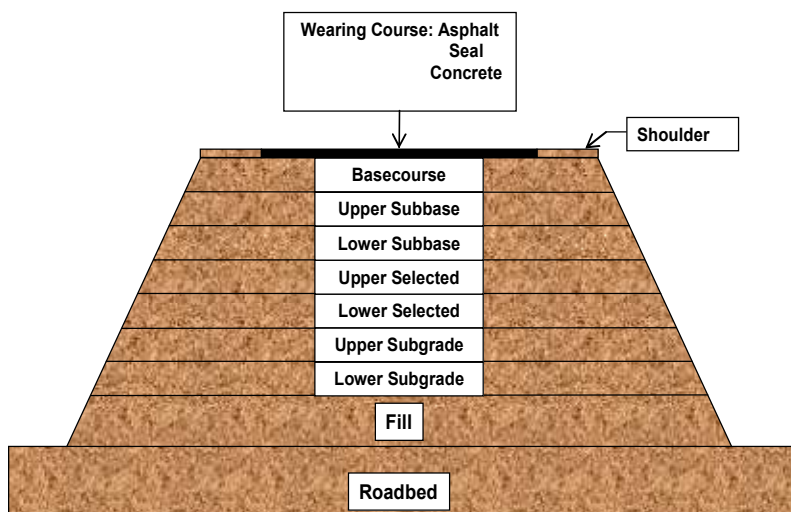 Wearing Course: Asphalt
Seal
Concrete
Shoulder
Basecourse
Upper Subbase
Lower Subbase
Upper Selected
Lower Selected
Upper Subgrade
Lower Subgrade
Fill
Roadbed